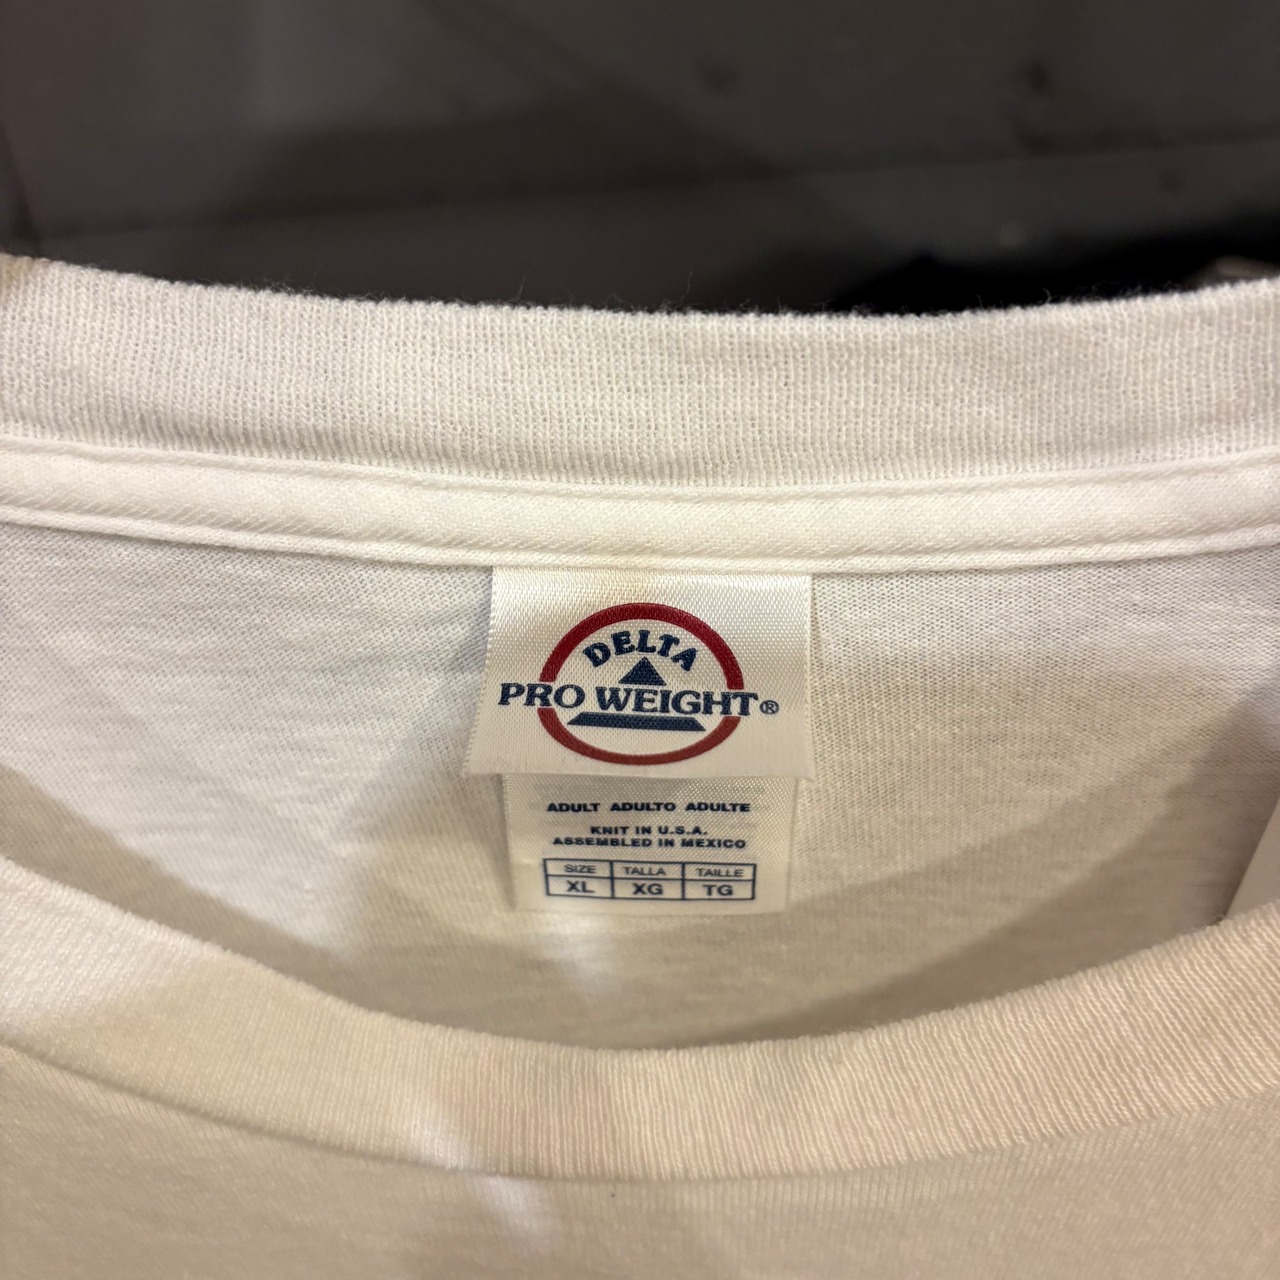 DELTA
PRO WEIGHT®
ADULT ADULTO ADULTE
KNIT IN U.S.A.
ASSEMBLED IN MEXICO
SIZE TALLA TAILLE
XL XG TG